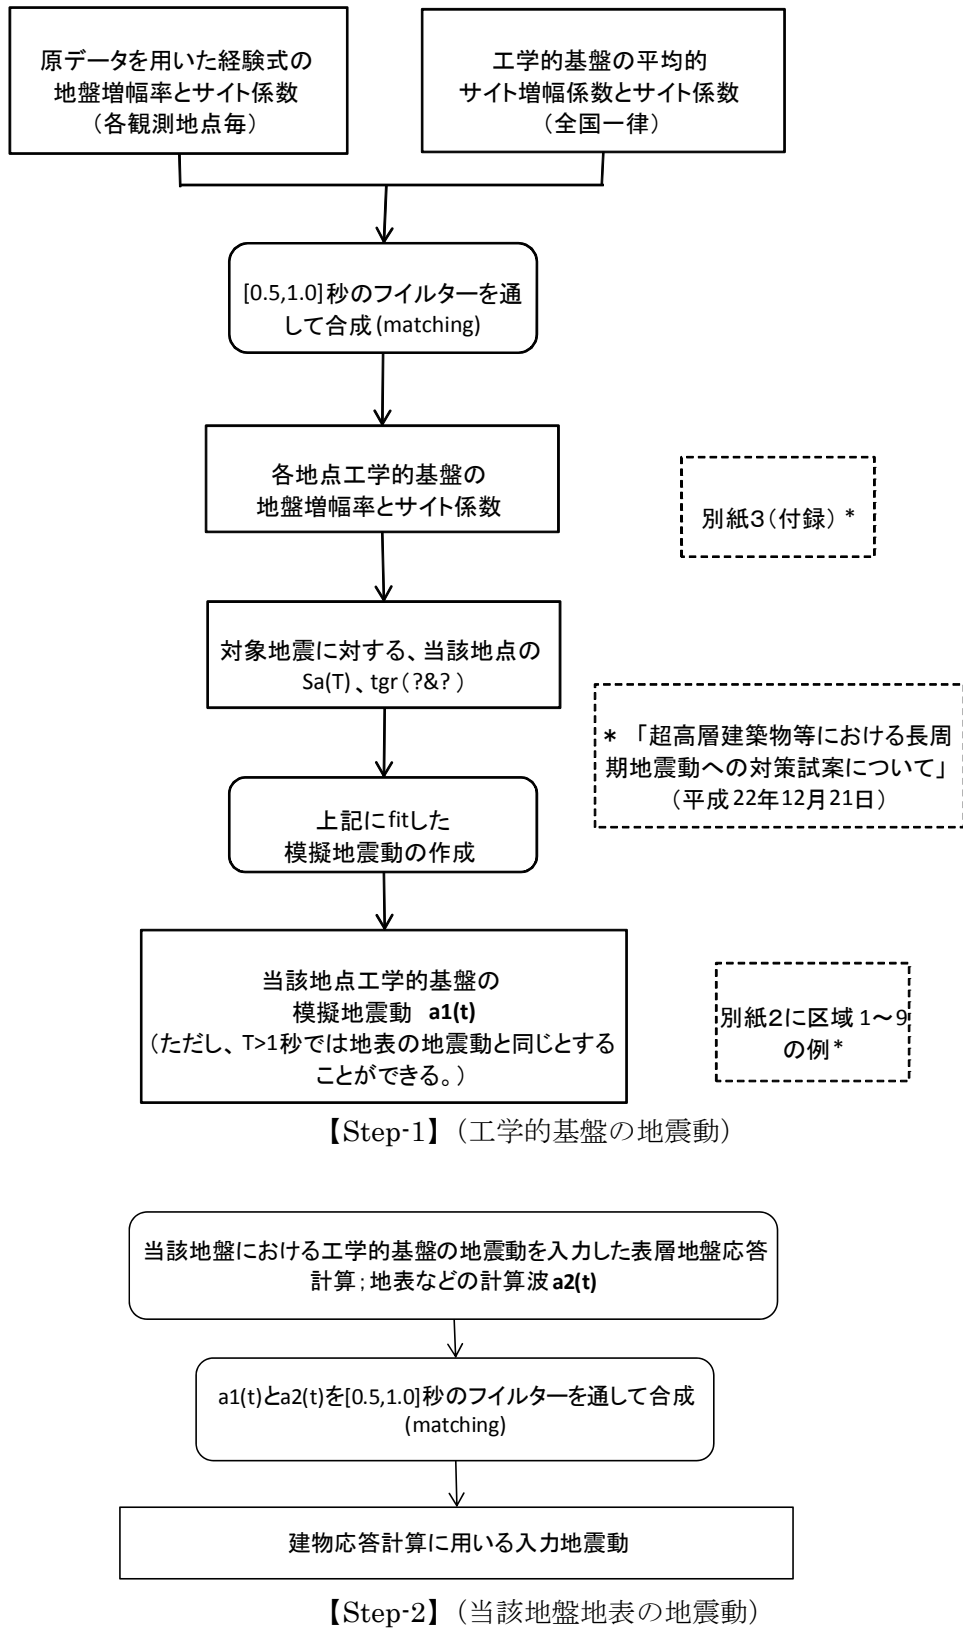 原データを用いた経験式の
地盤増幅率とサイト係数
（各観測地点毎）
工学的基盤の平均的
サイト増幅係数とサイト係数
（全国一律）
[0.5,1.0]秒のフイルターを通
して合成(matching)
各地点工学的基盤の
地盤増幅率とサイト係数
別紙3（付録）*
対象地震に対する、当該地点の
Sa(T)、tgr（?&?）
* 「超高層建築物等における長周
期地震動への対策試案について」
（平成22年12月21日）
上記にfitした
模擬地震動の作成
当該地点工学的基盤の
模擬地震動 a1(t)
（ただし、T>1秒では地表の地震動と同じとする
ことができる。）
別紙2に区域1～9
の例*
【Step-1】（工学的基盤の地震動）
当該地盤における工学的基盤の地震動を入力した表層地盤応答
計算；地表などの計算波a2(t)
a1(t)とa2(t)を[0.5,1.0]秒のフイルターを通して合成
(matching)
建物応答計算に用いる入力地震動
【Step-2】（当該地盤地表の地震動）